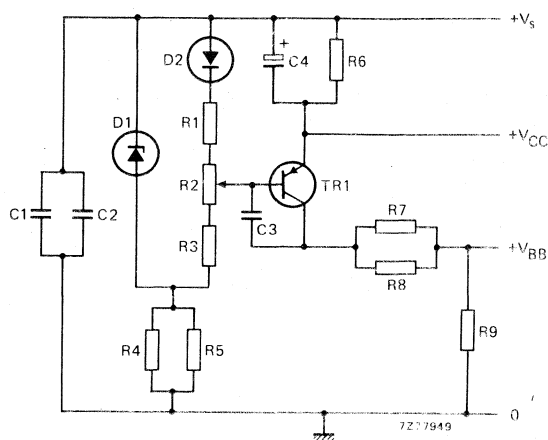 +Vs
D2
+
C4
R6
D1
R1
+VCC
R2
TR1
C1
C2
C3
R7
R3
+VBB
R8
R4
R5
R9
0
7Z77949